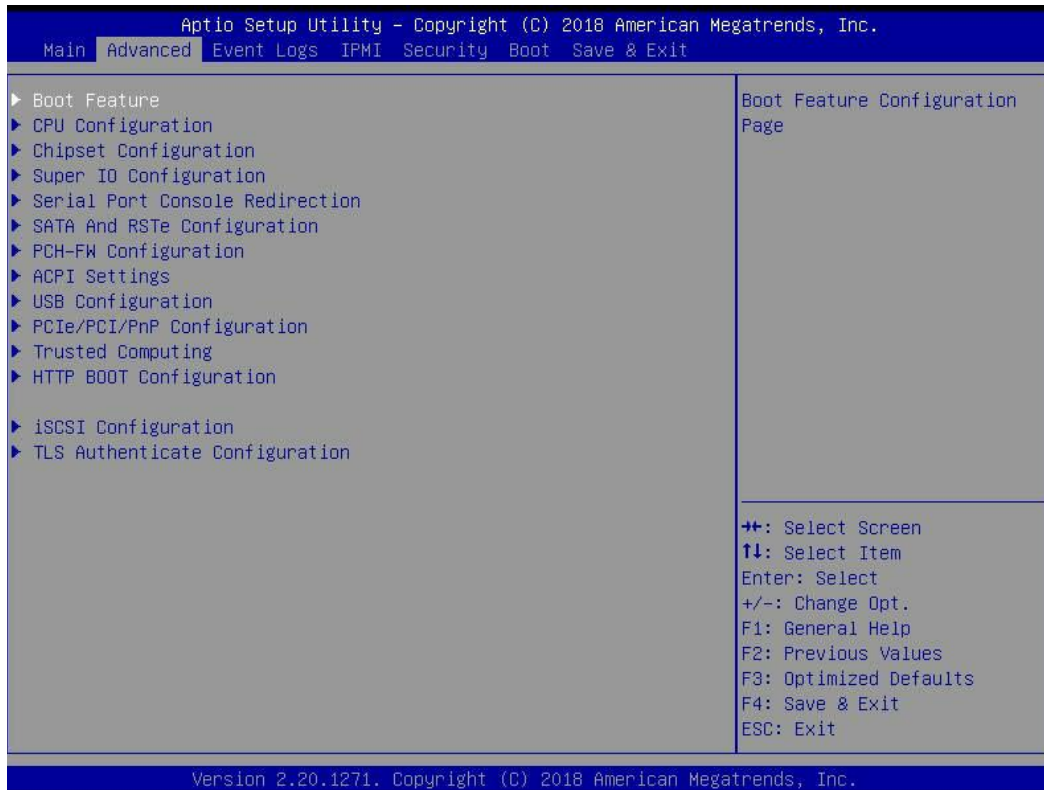 Aptio Setup Utility – Copyright (C) 2018 American Megatrends, Inc.
Main Advanced Event Logs IPMI Security Boot Save & Exit
▶ Boot Feature
▶ CPU Configuration
▶ Chipset Configuration
▶ Super IO Configuration
▶ Serial Port Console Redirection
▶ SATA And RSTe Configuration
▶ PCH-FW Configuration
▶ ACPI Settings
▶ USB Configuration
▶ PCIe/PCI/PnP Configuration
▶ Trusted Computing
▶ HTTP BOOT Configuration
▶ iSCSI Configuration
▶ TLS Authenticate Configuration
Boot Feature Configuration
Page
→←: Select Screen
↑↓: Select Item
Enter: Select
+/-: Change Opt.
F1: General Help
F2: Previous Values
F3: Optimized Defaults
F4: Save & Exit
ESC: Exit
Version 2.20.1271. Copyright (C) 2018 American Megatrends, Inc.